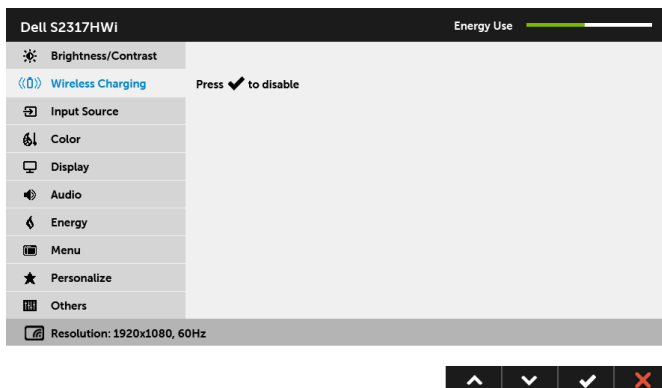 Dell S2317HWi
Energy Use
Brightness/Contrast
Wireless Charging
Press ✔ to disable
Input Source
Color
Display
Audio
Energy
Menu
Personalize
Others
Resolution: 1920x1080, 60Hz